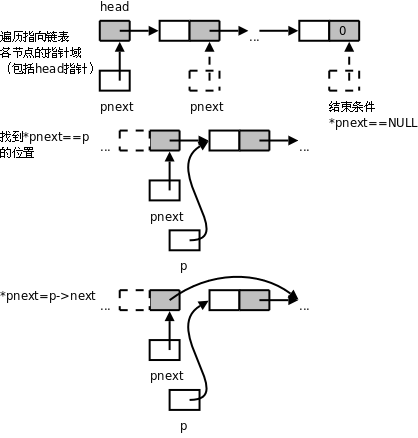 head
遍历指向链表
各节点的指针域
（包括head指针）
...
0
pnext
pnext
结束条件
*pnext==NULL
找到*pnext==p
的位置
...
...
pnext
p
*pnext=p->next
...
...
pnext
p